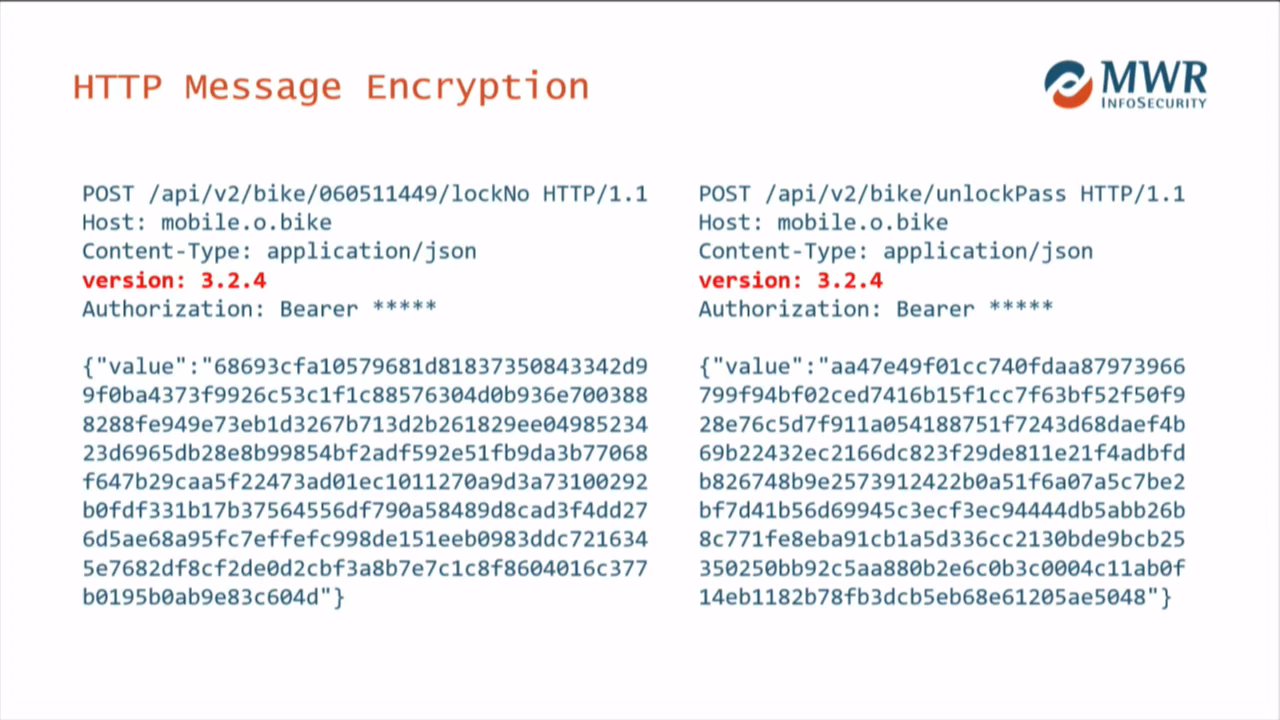 HTTP Message Encryption
MWR
INFOSECURITY
POST /api/v2/bike/060511449/lockNo HTTP/1.1
Host: mobile.o.bike
Content-Type: application/json
version: 3.2.4
Authorization: Bearer *****
{"value":"68693cfa10579681d81837350843342d9
9f0ba4373f9926c53c1f1c88576304d0b936e700388
8288fe949e73eb1d3267b713d2b261829ee04985234
23d6965db28e8b99854bf2adf592e51fb9da3b77068
f647b29caa5f22473ad01ec1011270a9d3a73100292
b0fdf331b17b37564556df790a58489d8cad3f4dd27
6d5ae68a95fc7effefc998de151eeb0983ddc721634
5e7682df8cf2de0d2cbf3a8b7e7c1c8f8604016c377
b0195b0ab9e83c604d"}
POST /api/v2/bike/unlockPass HTTP/1.1
Host: mobile.o.bike
Content-Type: application/json
version: 3.2.4
Authorization: Bearer *****
{"value":"aa47e49f01cc740fdaa87973966
799f94bf02ced7416b15f1cc7f63bf52f50f9
28e76c5d7f911a054188751f7243d68daef4b
69b22432ec2166dc823f29de811e21f4adbfd
b826748b9e2573912422b0a51f6a07a5c7be2
bf7d41b56d69945c3ecf3ec94444db5abb26b
8c771fe8eba91cb1a5d336cc2130bde9bcb25
350250bb92c5aa880b2e6c0b3c0004c11ab0f
14eb1182b78fb3dcb5eb68e61205ae5048"}